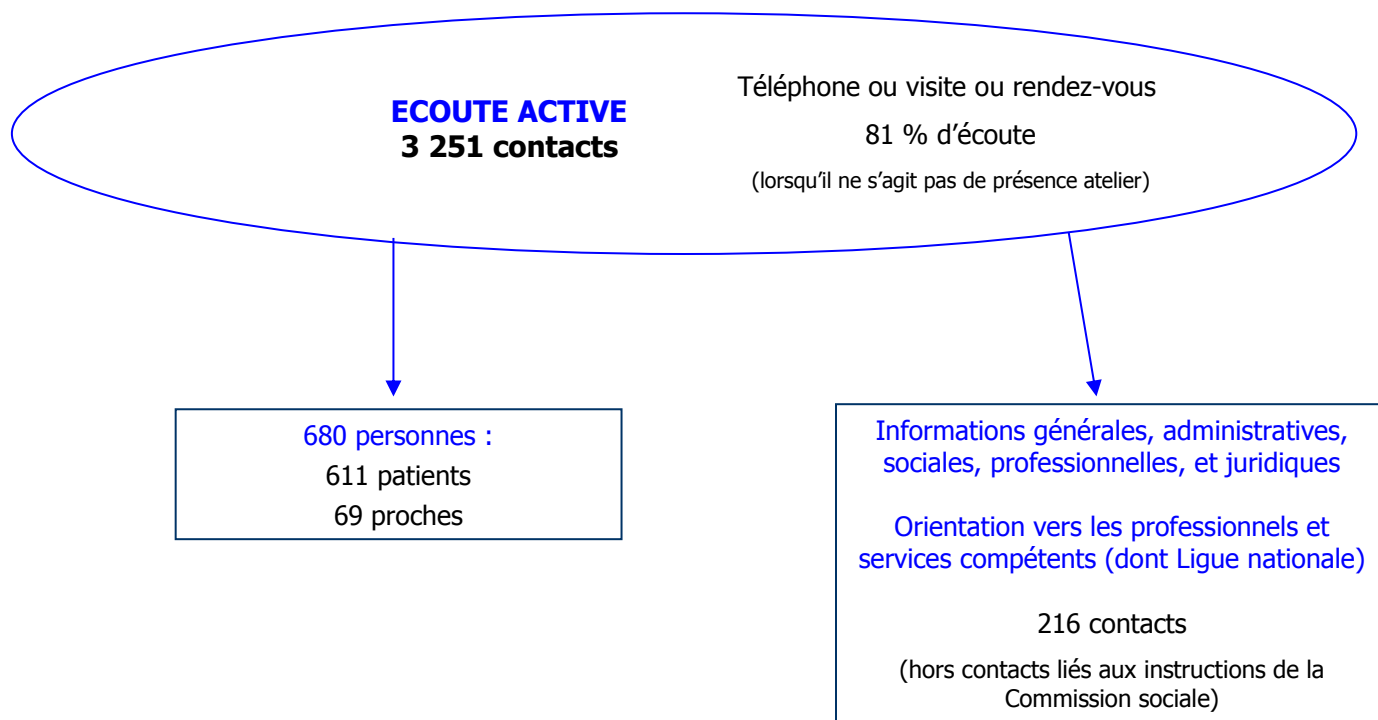 ECOUTE ACTIVE
3 251 contacts
Téléphone ou visite ou rendez-vous
81 % d’écoute
(lorsqu'il ne s’agit pas de présence atelier)
680 personnes :
611 patients
69 proches
Informations générales, administratives,
sociales, professionnelles, et juridiques
Orientation vers les professionnels et
services compétents (dont Ligue nationale)
216 contacts
(hors contacts liés aux instructions de la
Commission sociale)